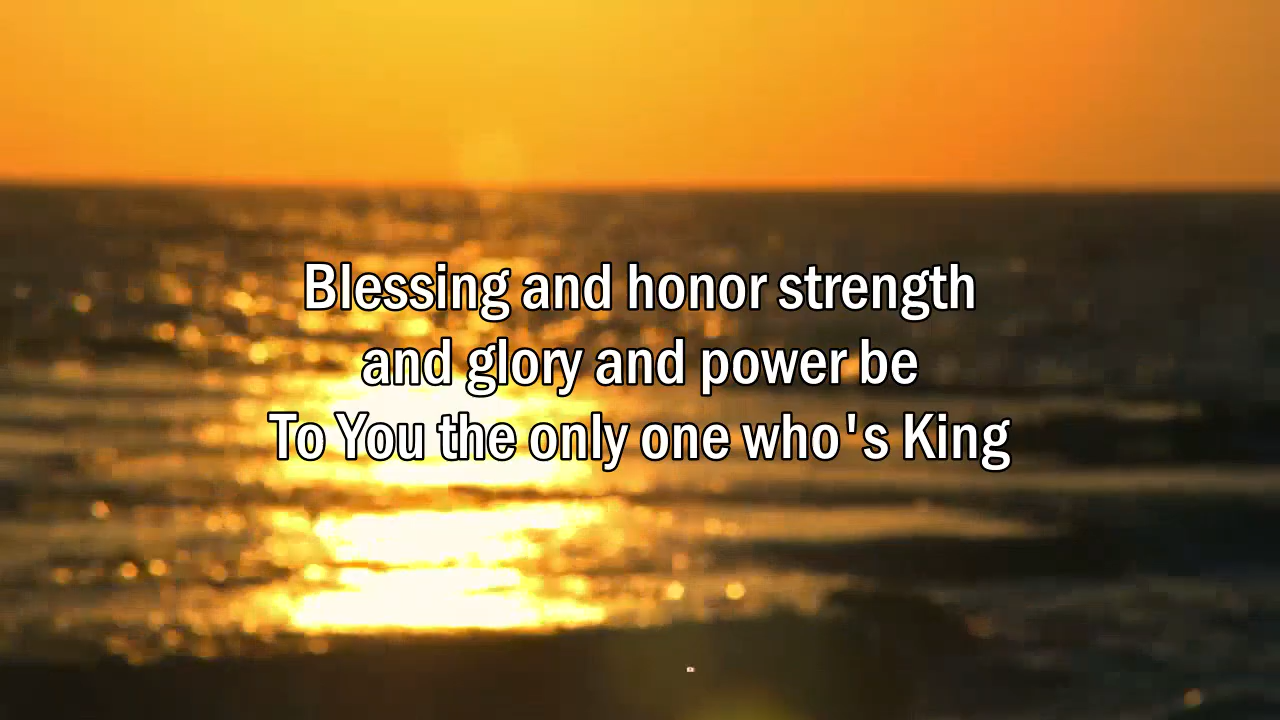 Blessing and honor strength
and glory and power be
To You the only one who's King